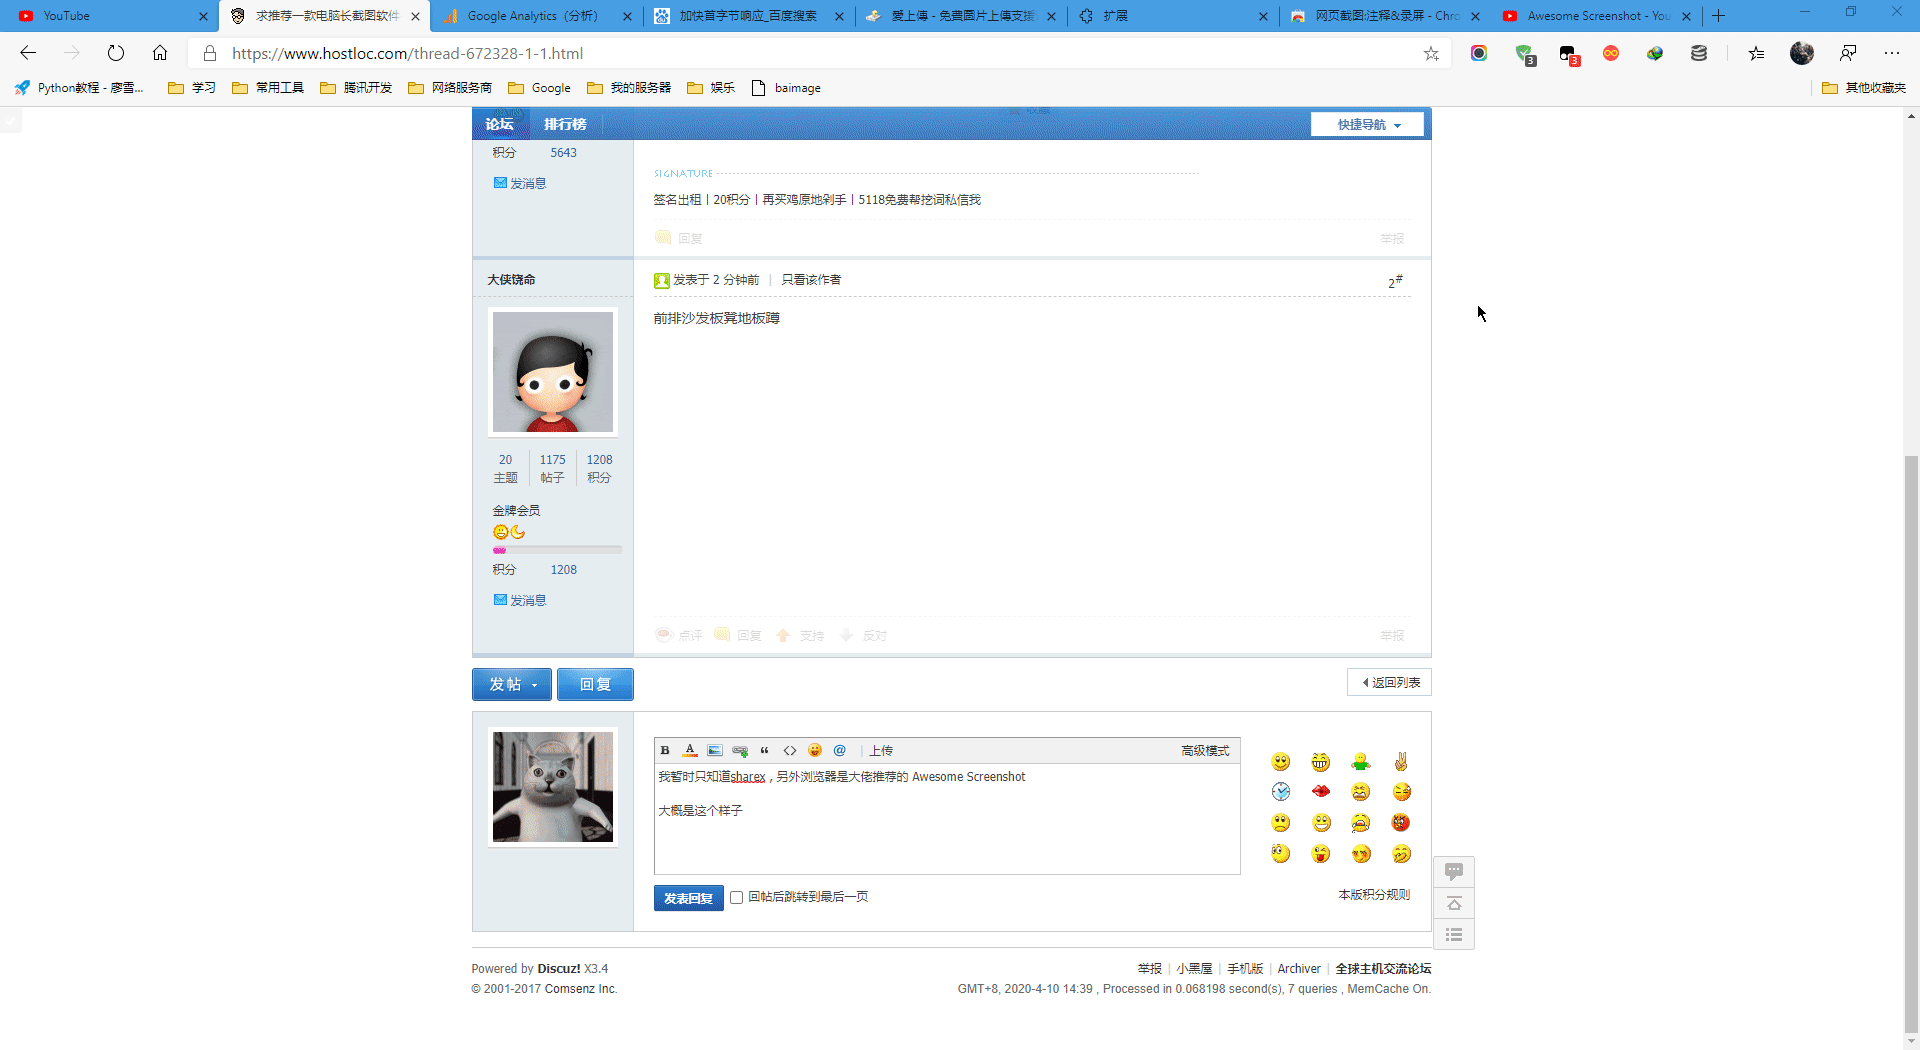 YouTube
求推荐一款电脑长截图软件
Google Analytics（分析）
加快首字节响应_百度搜索
爱上傳 - 免費圖片上傳支援
扩展
网页截图:注释&录屏 - Chro
Awesome Screenshot - You
https://www.hostloc.com/thread-672328-1-1.html
3
3
Python教程 - 廖雪...
学习
常用工具
腾讯开发
网络服务商
Google
我的服务器
娱乐
baimage
其他收藏夹
论坛
排行榜
快捷导航
积分 5643
发消息
SIGNATURE
签名出租丨20积分丨再买鸡原地剁手丨5118免费帮挖词私信我
回复
举报
大侠饶命
发表于 2 分钟前 | 只看该作者
2#
前排沙发板凳地板蹲
20 1175 1208
主题 帖子 积分
金牌会员
积分 1208
发消息
点评 回复 支持 反对
举报
发帖 回复
返回列表
B A “ <> @ 上传
高级模式
我暂时只知道sharex，另外浏览器是大佬推荐的 Awesome Screenshot
大概是这个样子
发表回复
回帖后跳转到最后一页
本版积分规则
Powered by Discuz! X3.4
举报 | 小黑屋 | 手机版 | Archiver | 全球主机交流论坛
© 2001-2017 Comsenz Inc.
GMT+8, 2020-4-10 14:39 , Processed in 0.068198 second(s), 7 queries , MemCache On.